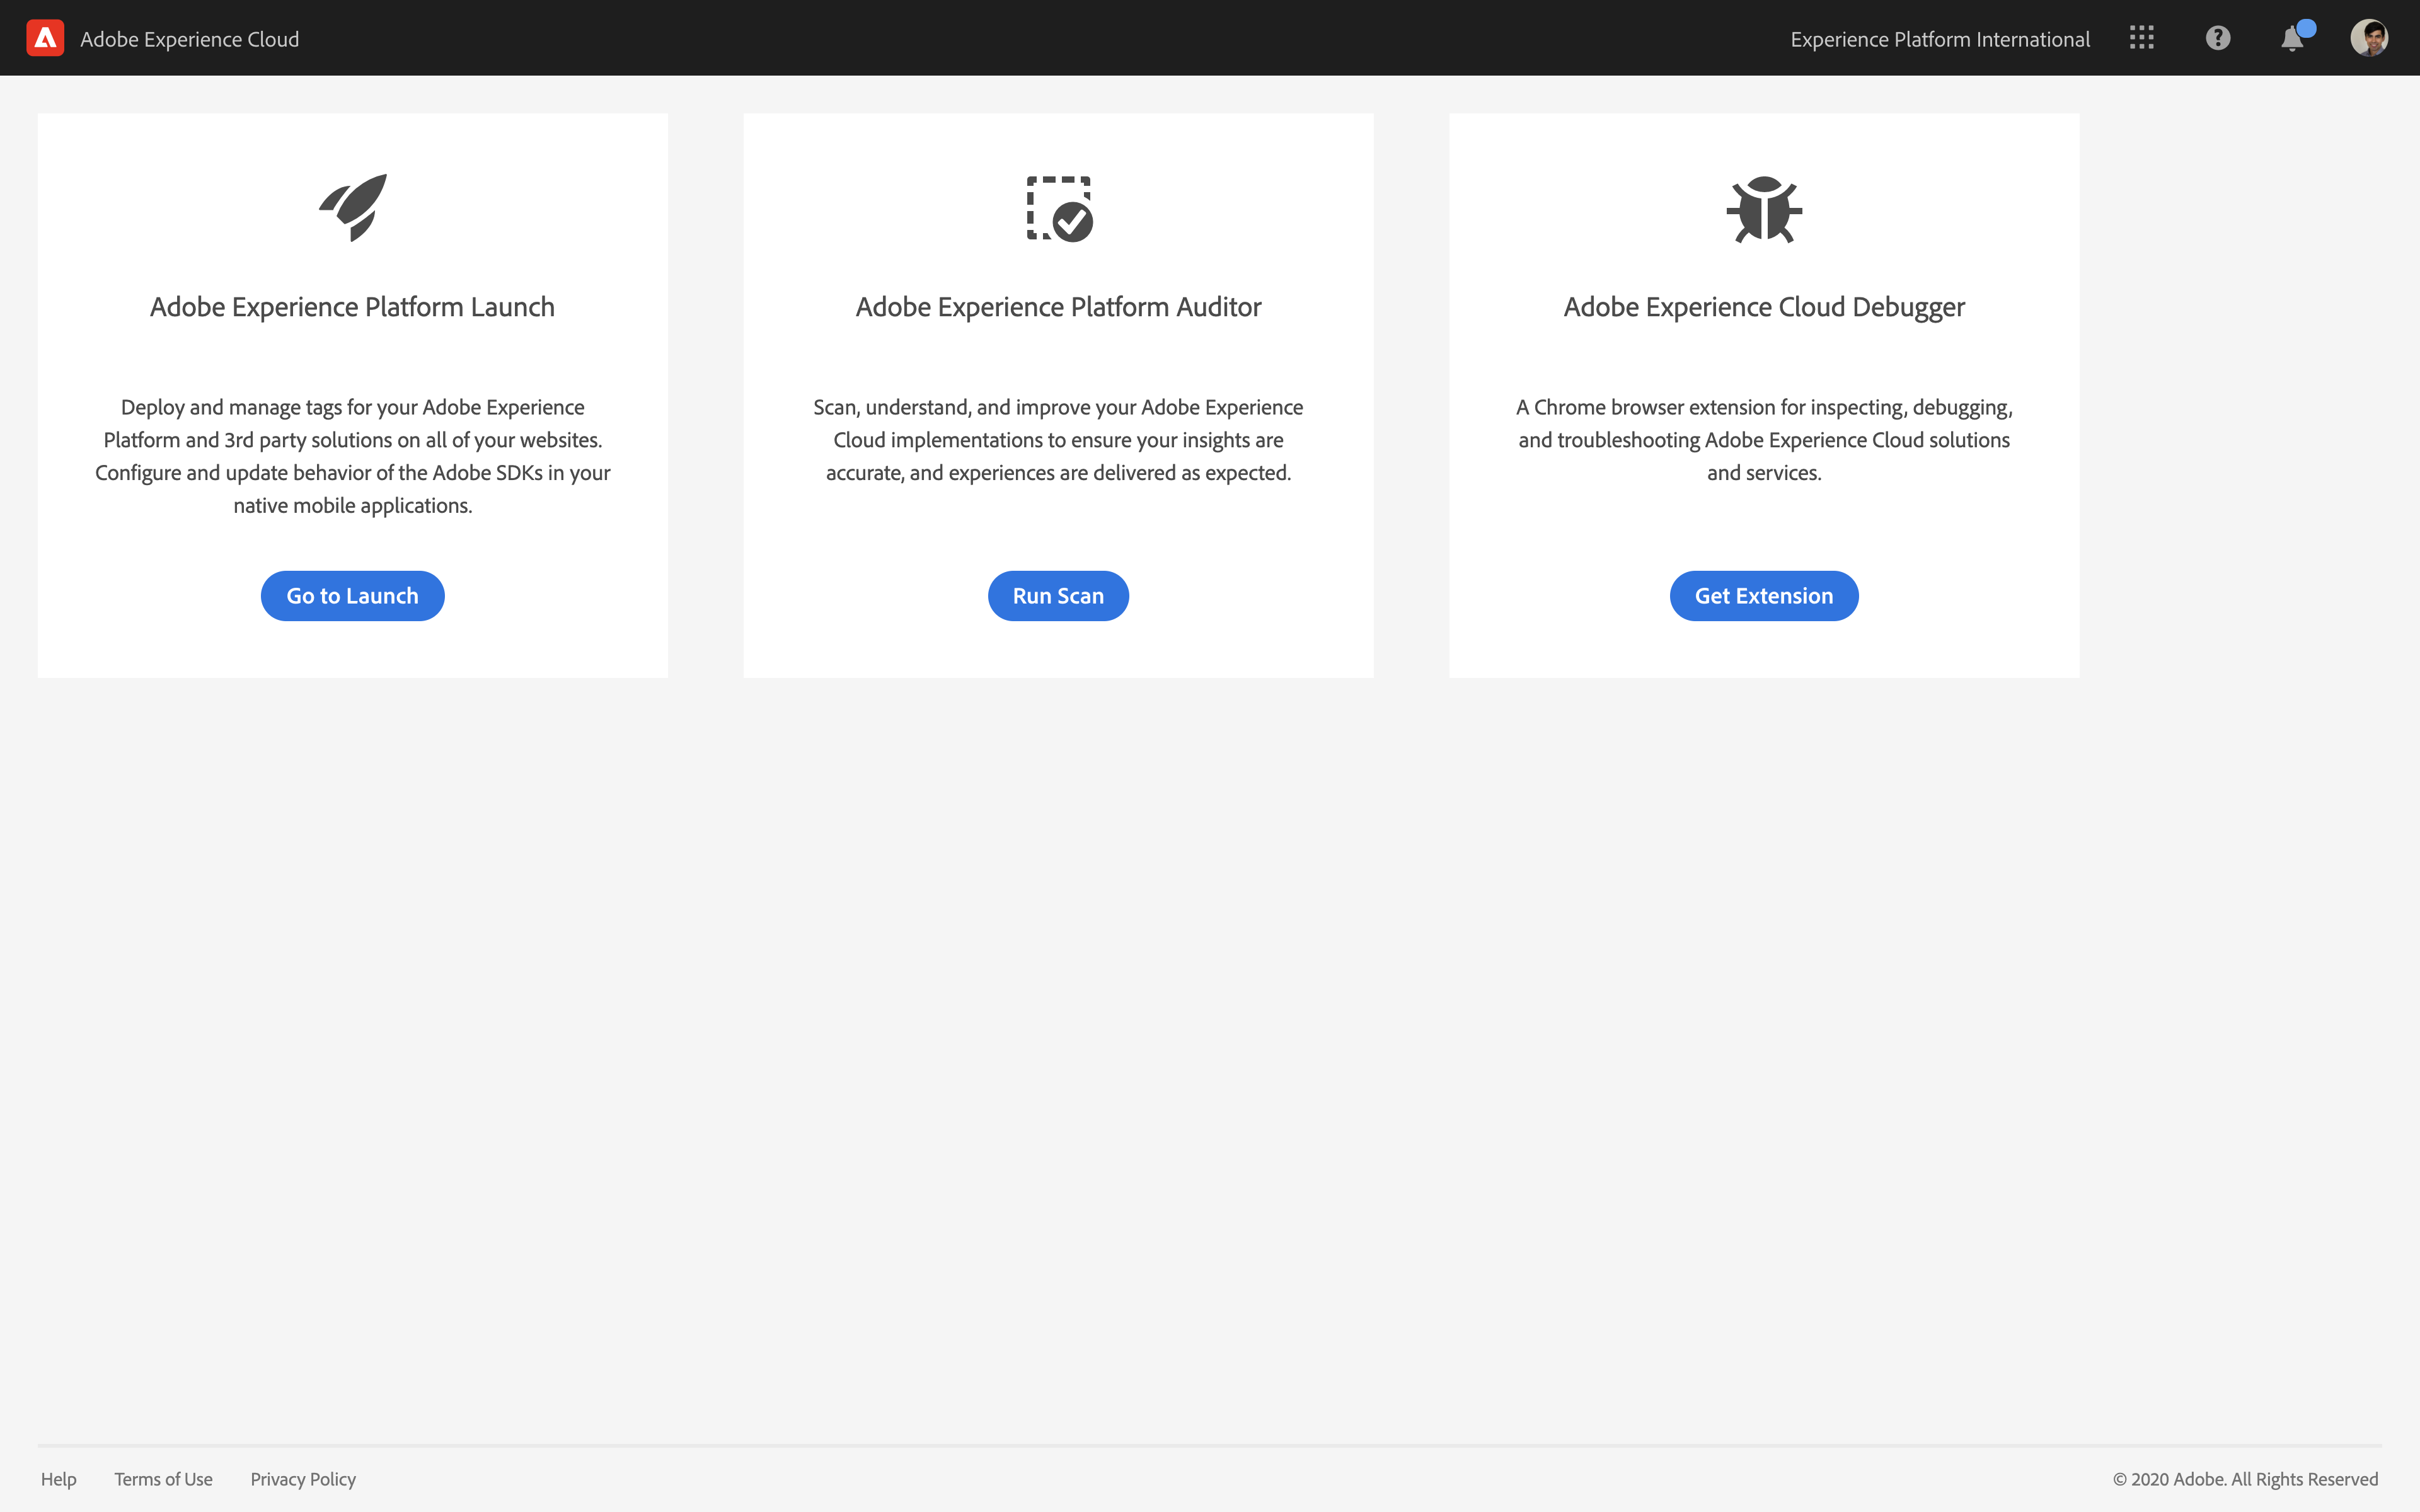 Adobe Experience Cloud
Experience Platform International
Adobe Experience Platform Launch
Deploy and manage tags for your Adobe Experience
Platform and 3rd party solutions on all of your websites.
Configure and update behavior of the Adobe SDKs in your
native mobile applications.
Go to Launch
Adobe Experience Platform Auditor
Scan, understand, and improve your Adobe Experience
Cloud implementations to ensure your insights are
accurate, and experiences are delivered as expected.
Run Scan
Adobe Experience Cloud Debugger
A Chrome browser extension for inspecting, debugging,
and troubleshooting Adobe Experience Cloud solutions
and services.
Get Extension
Help
Terms of Use
Privacy Policy
© 2020 Adobe. All Rights Reserved